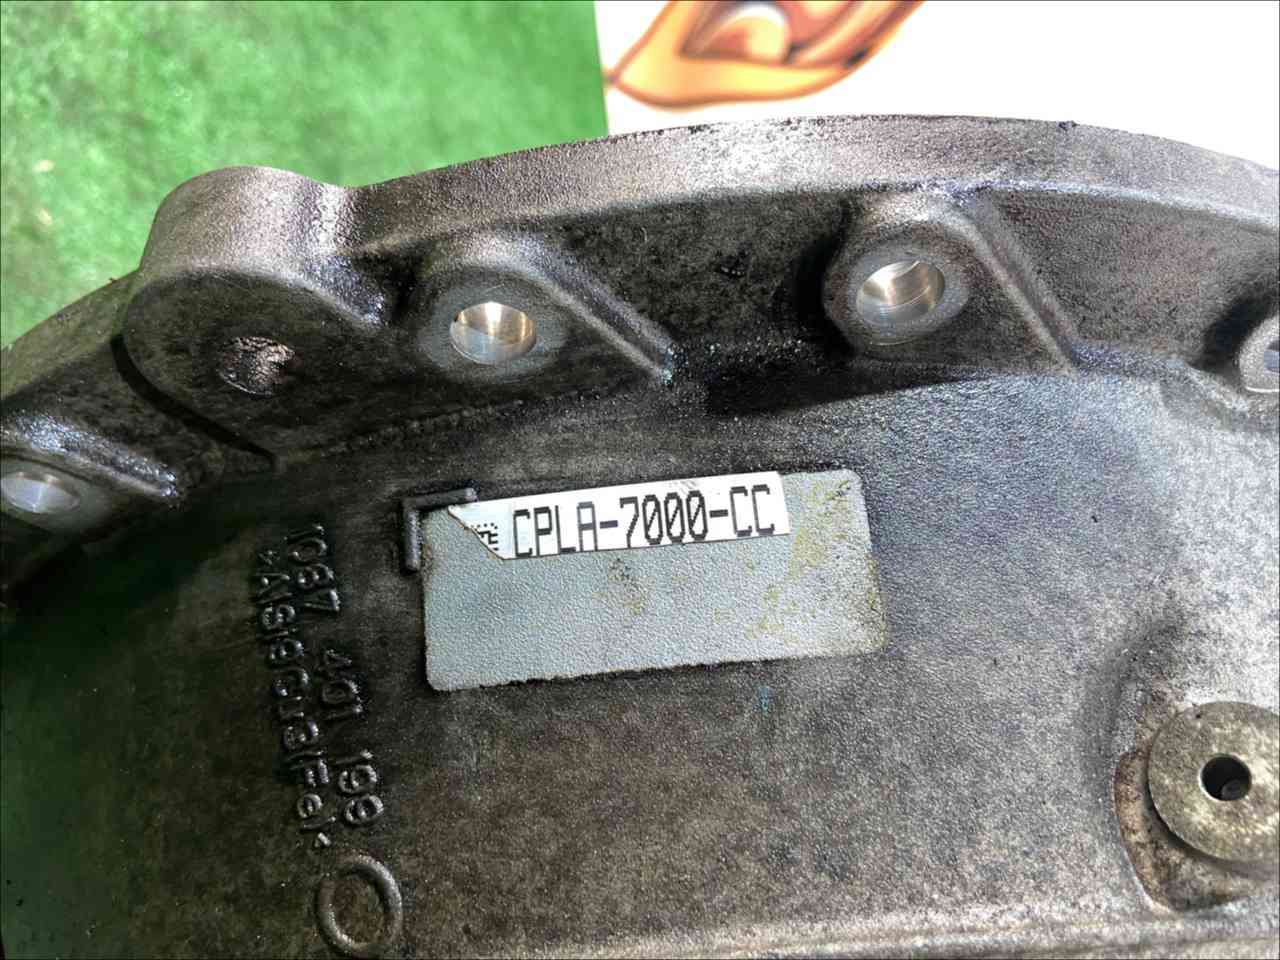 CPLA-7000-CC
1087 401 199
>AlSi9Cu3(Fe)<